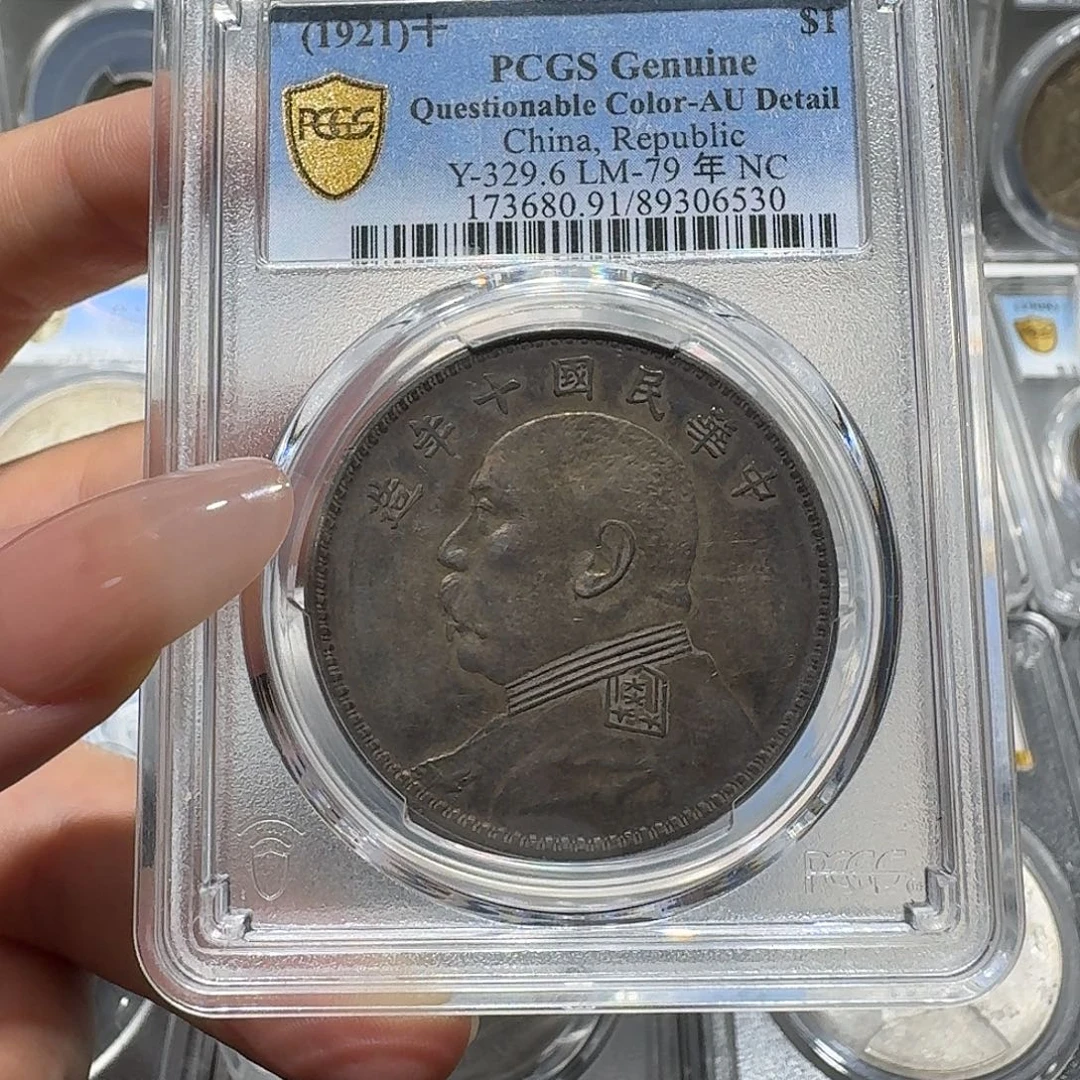 (1921)十 $1
PCGS Genuine
Questionable Color-AU Detail
China, Republic
Y-329.6 LM-79 年 NC
173680.91/89306530
PCGS
造年十國民華中
PCGS